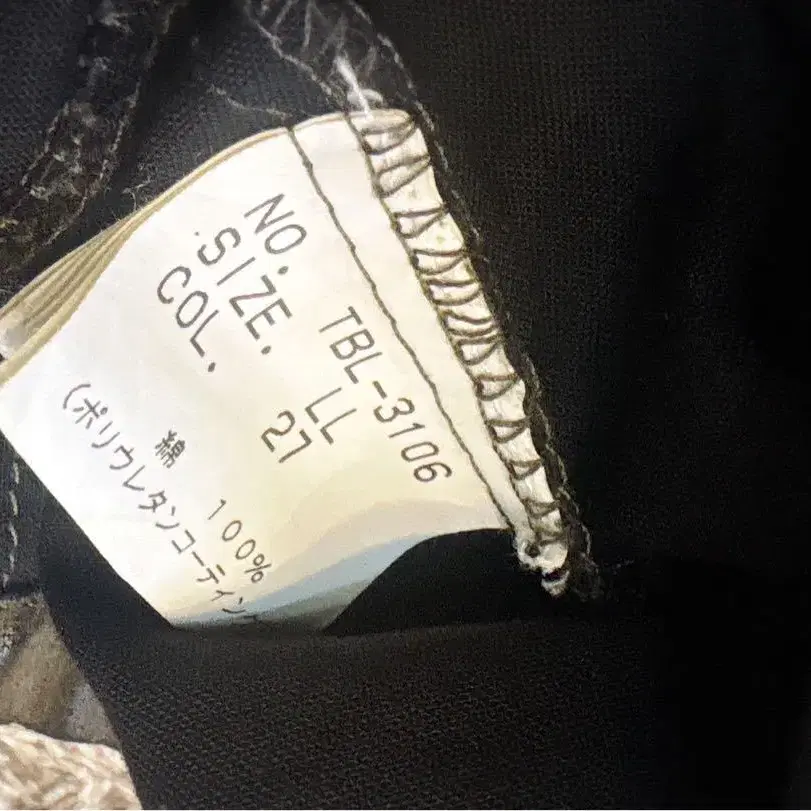 NO. TBL-3106
SIZE. LL
COL. 27
綿 100%
(ポリウレタンコーティン